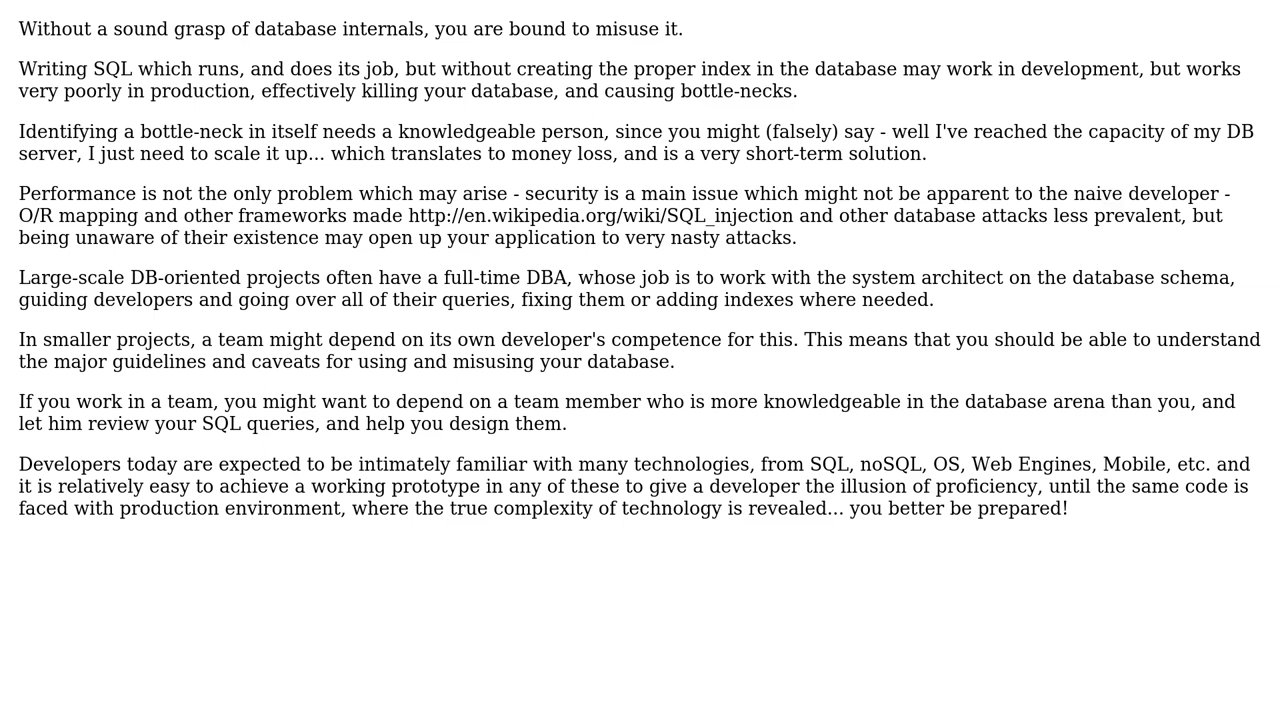 Without a sound grasp of database internals, you are bound to misuse it.
Writing SQL which runs, and does its job, but without creating the proper index in the database may work in development, but works
very poorly in production, effectively killing your database, and causing bottle-necks.
Identifying a bottle-neck in itself needs a knowledgeable person, since you might (falsely) say - well I've reached the capacity of my DB
server, I just need to scale it up... which translates to money loss, and is a very short-term solution.
Performance is not the only problem which may arise - security is a main issue which might not be apparent to the naive developer -
O/R mapping and other frameworks made http://en.wikipedia.org/wiki/SQL_injection and other database attacks less prevalent, but
being unaware of their existence may open up your application to very nasty attacks.
Large-scale DB-oriented projects often have a full-time DBA, whose job is to work with the system architect on the database schema,
guiding developers and going over all of their queries, fixing them or adding indexes where needed.
In smaller projects, a team might depend on its own developer's competence for this. This means that you should be able to understand
the major guidelines and caveats for using and misusing your database.
If you work in a team, you might want to depend on a team member who is more knowledgeable in the database arena than you, and
let him review your SQL queries, and help you design them.
Developers today are expected to be intimately familiar with many technologies, from SQL, noSQL, OS, Web Engines, Mobile, etc. and
it is relatively easy to achieve a working prototype in any of these to give a developer the illusion of proficiency, until the same code is
faced with production environment, where the true complexity of technology is revealed... you better be prepared!